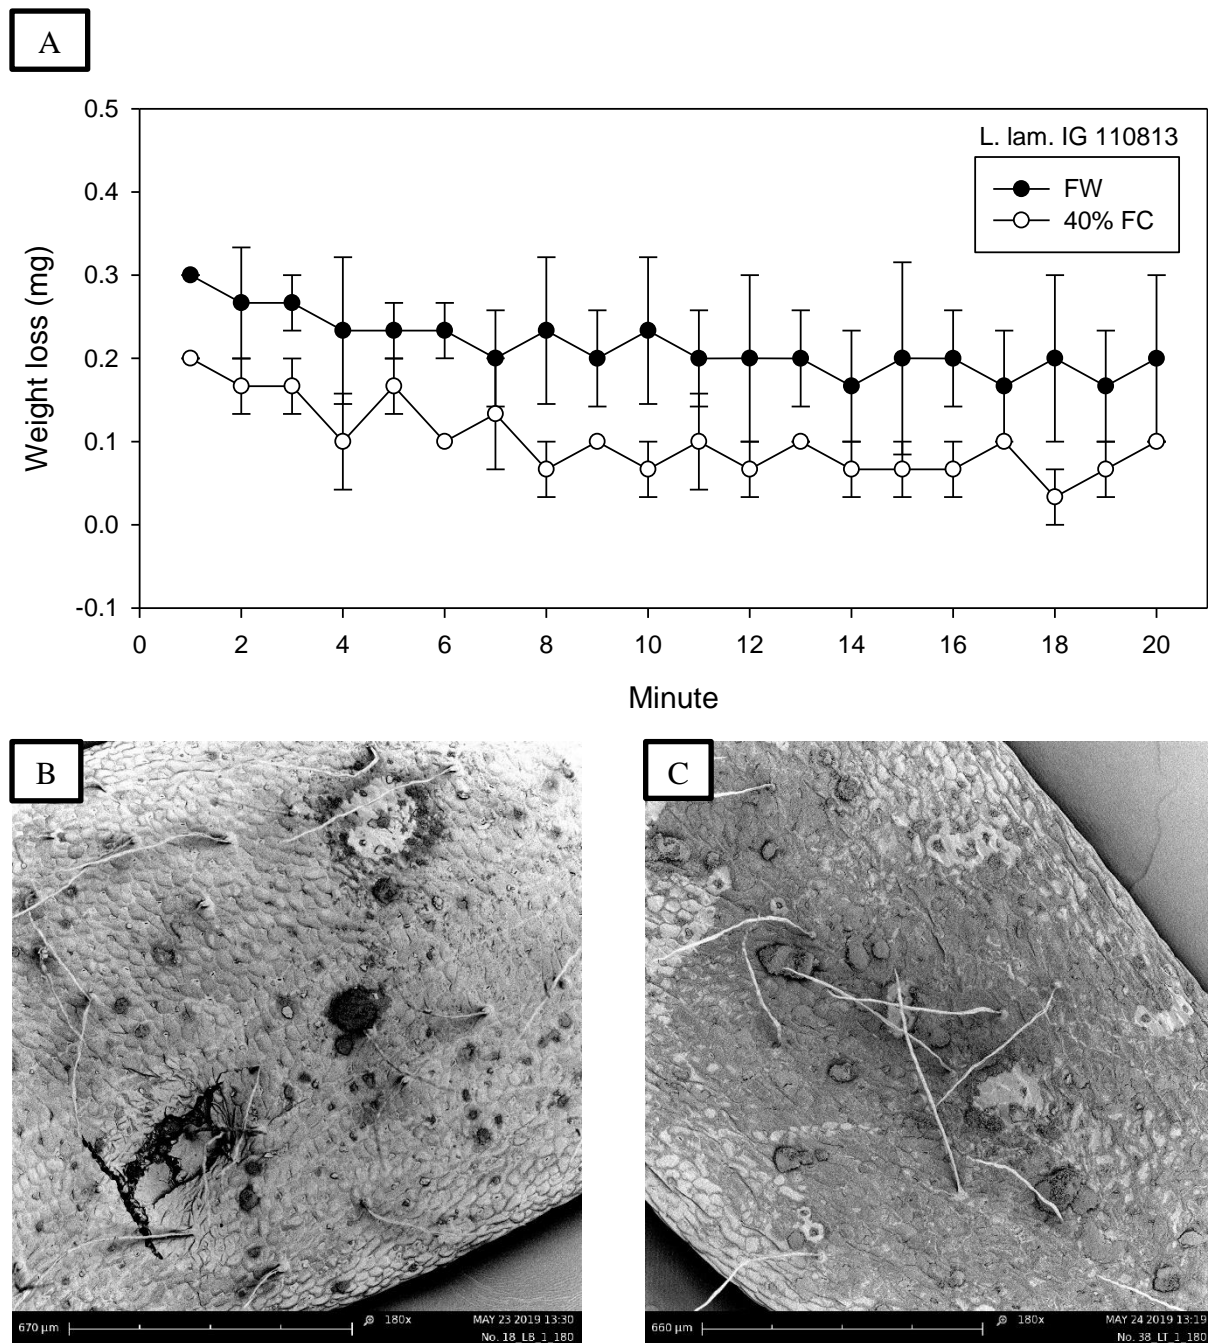 A
0.5
L. lam. IG 110813
0.4
FW
40% FC
0.3
Weight loss (mg)
0.2
0.1
0.0
-0.1
0 2 4 6 8 10 12 14 16 18 20
Minute
B
C
670 µm 180x MAY 23 2019 13:30
No. 18_LB_1_180
660 µm 180x MAY 24 2019 13:19
No. 38_LT_1_180